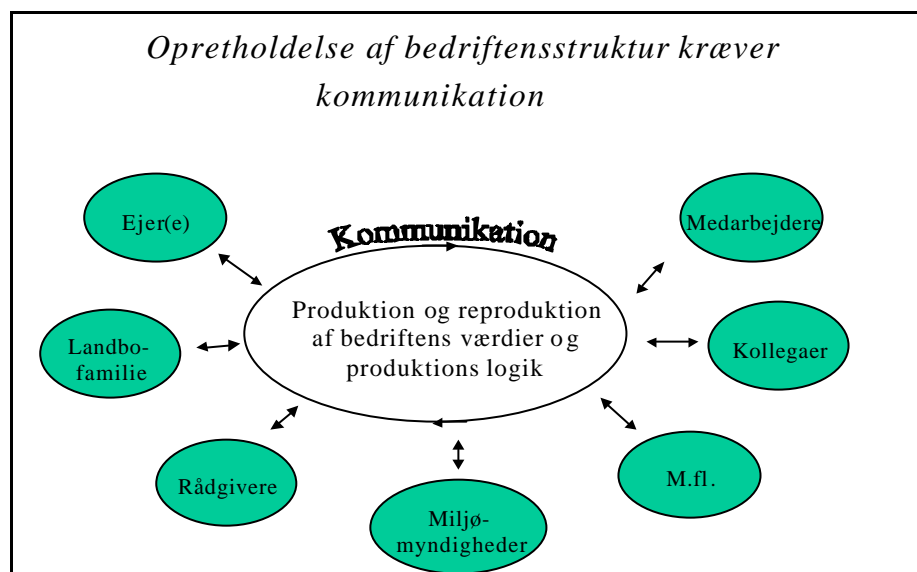 Opretholdelse af bedriftensstruktur kræver
kommunikation
Ejer(e)
Kommunikation
Medarbejdere
Produktion og reproduktion
af bedriftens værdier og
produktions logik
Landbo-
familie
Kollegaer
Rådgivere
M.fl.
Miljø-
myndigheder